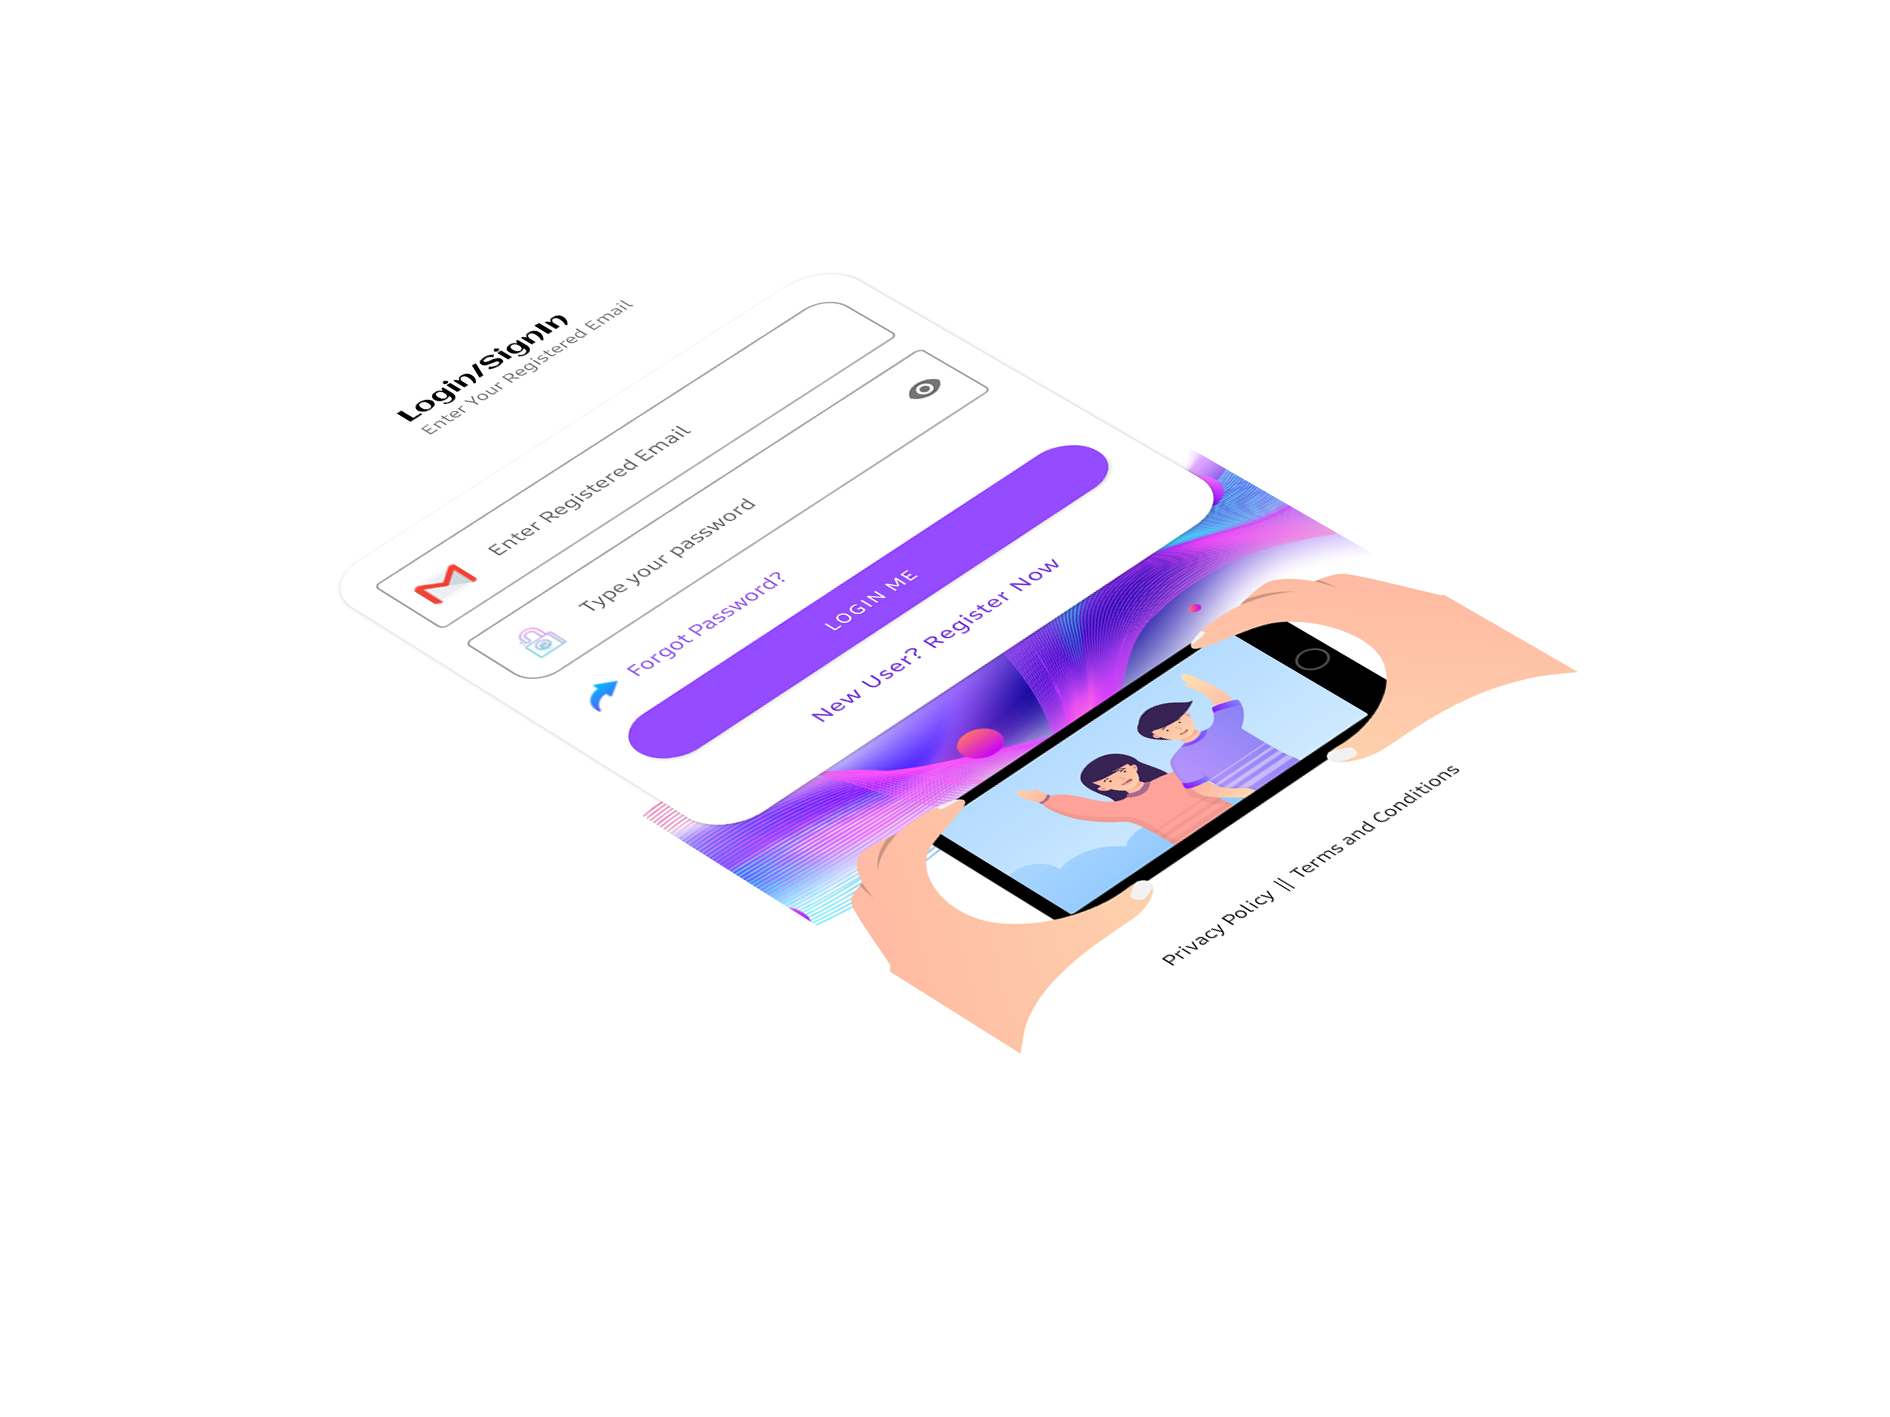 Login/SignIn
Enter Your Registered Email
Enter Registered Email
Type your password
Forgot Password?
LOGIN ME
New User? Register Now
Privacy Policy || Terms and Conditions